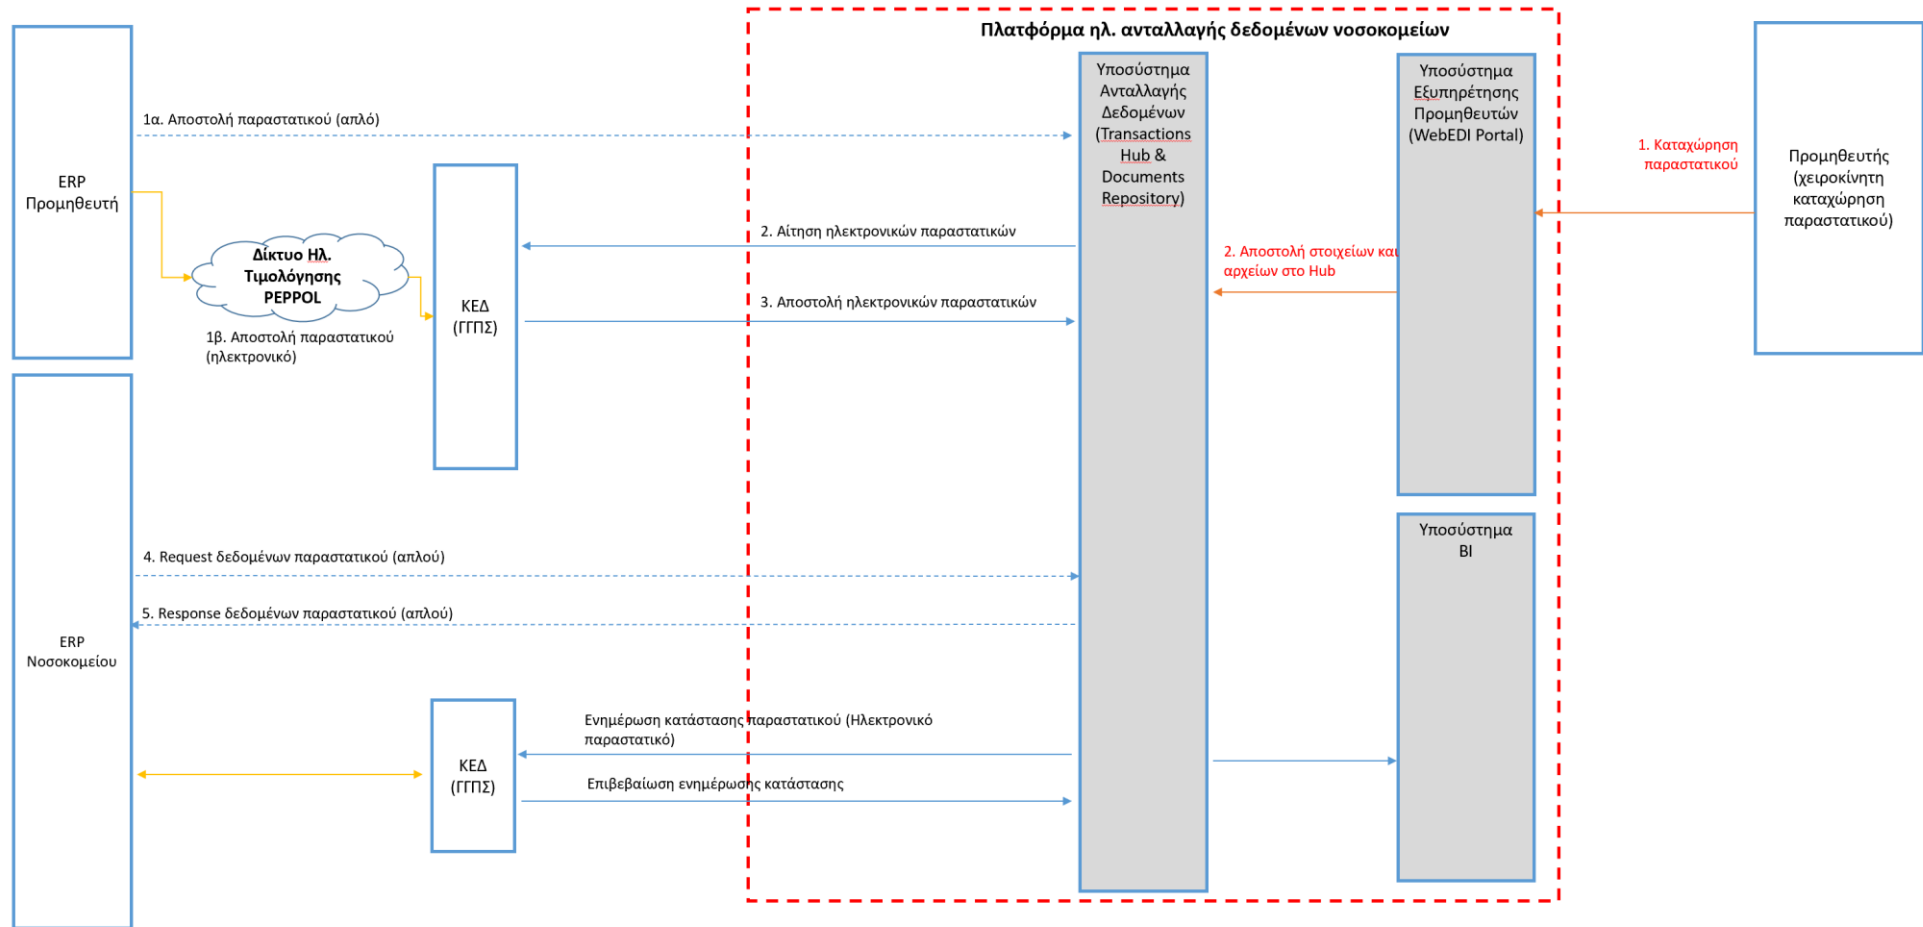 Πλατφόρμα ηλ. ανταλλαγής δεδομένων νοσοκομείων
ERP
Προμηθευτή
1α. Αποστολή παραστατικού (απλό)
Δίκτυο Ηλ.
Τιμολόγησης
PEPPOL
1β. Αποστολή παραστατικού
(ηλεκτρονικό)
ΚΕΔ
(ΓΓΠΣ)
2. Αίτηση ηλεκτρονικών παραστατικών
3. Αποστολή ηλεκτρονικών παραστατικών
Υποσύστημα
Ανταλλαγής
Δεδομένων
(Transactions
Hub &
Documents
Repository)
2. Αποστολή στοιχείων και
αρχείων στο Hub
Υποσύστημα
Εξυπηρέτησης
Προμηθευτών
(WebEDI Portal)
1. Καταχώρηση
παραστατικού
Προμηθευτής
(χειροκίνητη
καταχώρηση
παραστατικού)
ERP
Νοσοκομείου
4. Request δεδομένων παραστατικού (απλού)
5. Response δεδομένων παραστατικού (απλού)
ΚΕΔ
(ΓΓΠΣ)
Ενημέρωση κατάστασης παραστατικού (Ηλεκτρονικό
παραστατικό)
Επιβεβαίωση ενημέρωσης κατάστασης
Υποσύστημα
BI